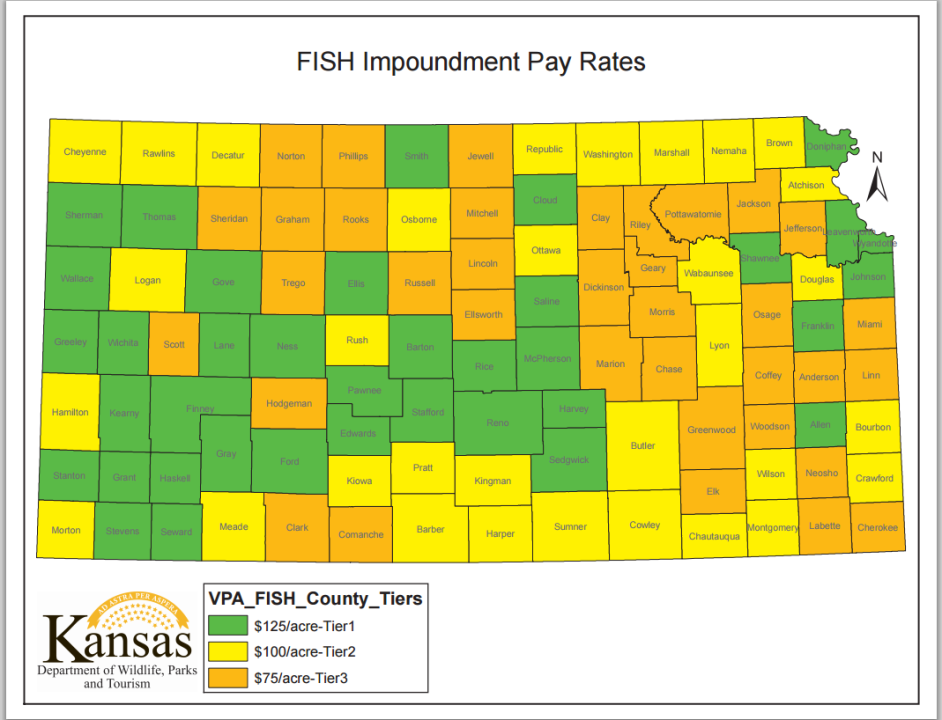 FISH Impoundment Pay Rates
Cheyenne
Rawlins
Decatur
Norton
Phillips
Smith
Jewell
Republic
Washington
Marshall
Nemaha
Brown
Doniphan
N
Atchison
Sherman
Thomas
Sheridan
Graham
Rooks
Osborne
Mitchell
Cloud
Clay
Riley
Pottawatomie
Jackson
Jefferson
Leavenworth
Wyandotte
Wallace
Logan
Gove
Trego
Ellis
Russell
Lincoln
Ottawa
Saline
Dickinson
Geary
Wabaunsee
Shawnee
Douglas
Johnson
Greeley
Wichita
Scott
Lane
Ness
Rush
Barton
Ellsworth
Rice
McPherson
Marion
Morris
Chase
Lyon
Osage
Franklin
Miami
Coffey
Anderson
Linn
Hamilton
Kearny
Finney
Hodgeman
Pawnee
Edwards
Stafford
Reno
Harvey
Sedgwick
Butler
Greenwood
Woodson
Allen
Bourbon
Stanton
Grant
Haskell
Gray
Ford
Kiowa
Pratt
Kingman
Elk
Wilson
Neosho
Crawford
Morton
Stevens
Seward
Meade
Clark
Comanche
Barber
Harper
Sumner
Cowley
Chautauqua
Montgomery
Labette
Cherokee
AD ASTRA PER ASPERA
Kansas
Department of Wildlife, Parks
and Tourism
VPA_FISH_County_Tiers
$125/acre-Tier1
$100/acre-Tier2
$75/acre-Tier3